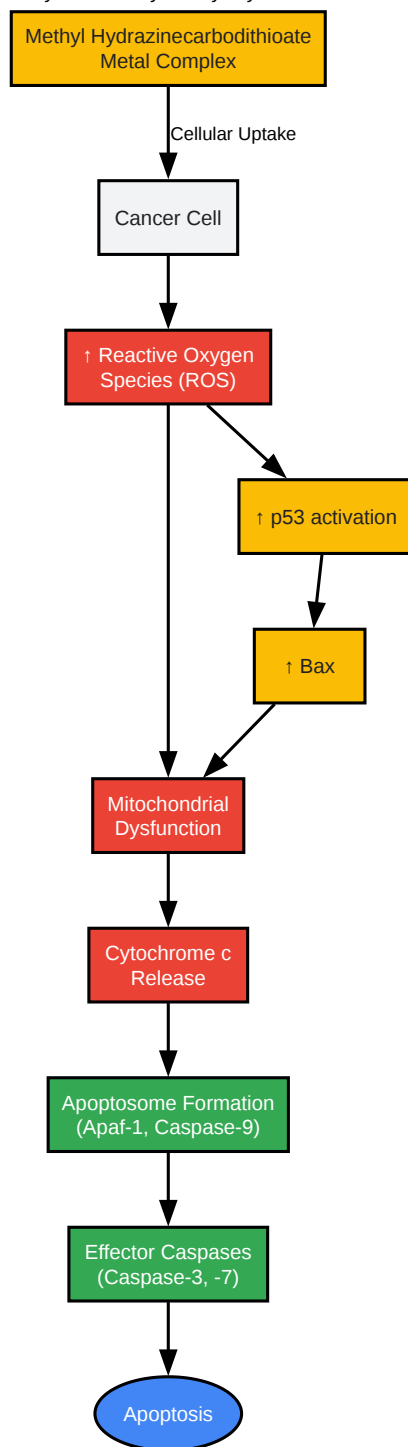 Methyl Hydrazinecarbodithioate
Metal Complex
Cellular Uptake
Cancer Cell
↑ Reactive Oxygen
Species (ROS)
↑ p53 activation
↑ Bax
Mitochondrial
Dysfunction
Cytochrome c
Release
Apoptosome Formation
(Apaf-1, Caspase-9)
Effector Caspases
(Caspase-3, -7)
Apoptosis